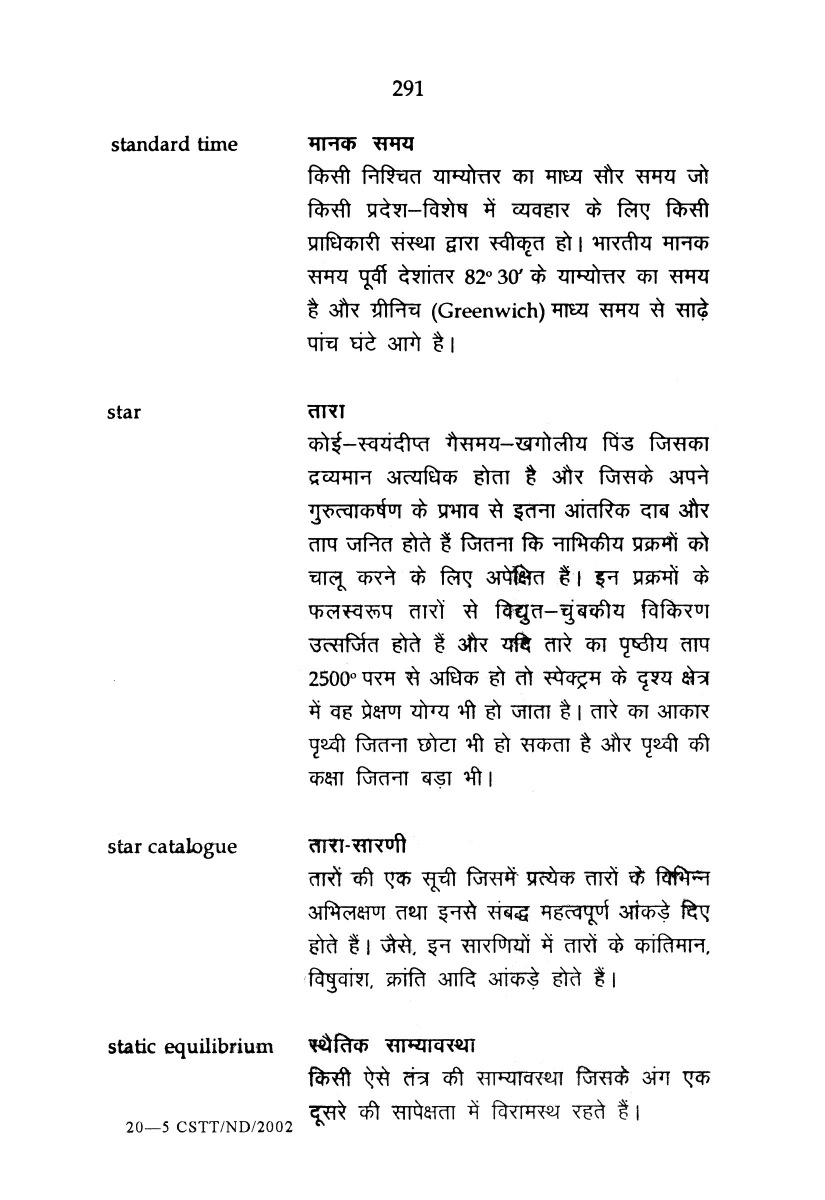 291
standard time मानक समय
किसी निश्चित याम्योत्तर का माध्य सौर समय जो
किसी प्रदेश–विशेष में व्यवहार के लिए किसी
प्राधिकारी संस्था द्वारा स्वीकृत हो। भारतीय मानक
समय पूर्वी देशांतर 82° 30′ के याम्योत्तर का समय
है और ग्रीनिच (Greenwich) माध्य समय से साढ़े
पांच घंटे आगे है।
star तारा
कोई–स्वयंदीप्त गैसमय–खगोलीय पिंड जिसका
द्रव्यमान अत्यधिक होता है और जिसके अपने
गुरुत्वाकर्षण के प्रभाव से इतना आंतरिक दाब और
ताप जनित होते हैं जितना कि नाभिकीय प्रक्रमों को
चालू करने के लिए अपेक्षित हैं। इन प्रक्रमों के
फलस्वरूप तारों से विद्युत–चुंबकीय विकिरण
उत्सर्जित होते हैं और यदि तारे का पृष्ठीय ताप
2500° परम से अधिक हो तो स्पेक्ट्रम के दृश्य क्षेत्र
में वह प्रेक्षण योग्य भी हो जाता है। तारे का आकार
पृथ्वी जितना छोटा भी हो सकता है और पृथ्वी की
कक्षा जितना बड़ा भी।
star catalogue तारा-सारणी
तारों की एक सूची जिसमें प्रत्येक तारों के विभिन्न
अभिलक्षण तथा इनसे संबद्ध महत्वपूर्ण आंकड़े दिए
होते हैं। जैसे, इन सारणियों में तारों के कांतिमान,
विषुवांश, क्रांति आदि आंकड़े होते हैं।
static equilibrium स्थैतिक साम्यावस्था
किसी ऐसे तंत्र की साम्यावस्था जिसके अंग एक
दूसरे की सापेक्षता में विरामस्थ रहते हैं।
20—5 CSTT/ND/2002